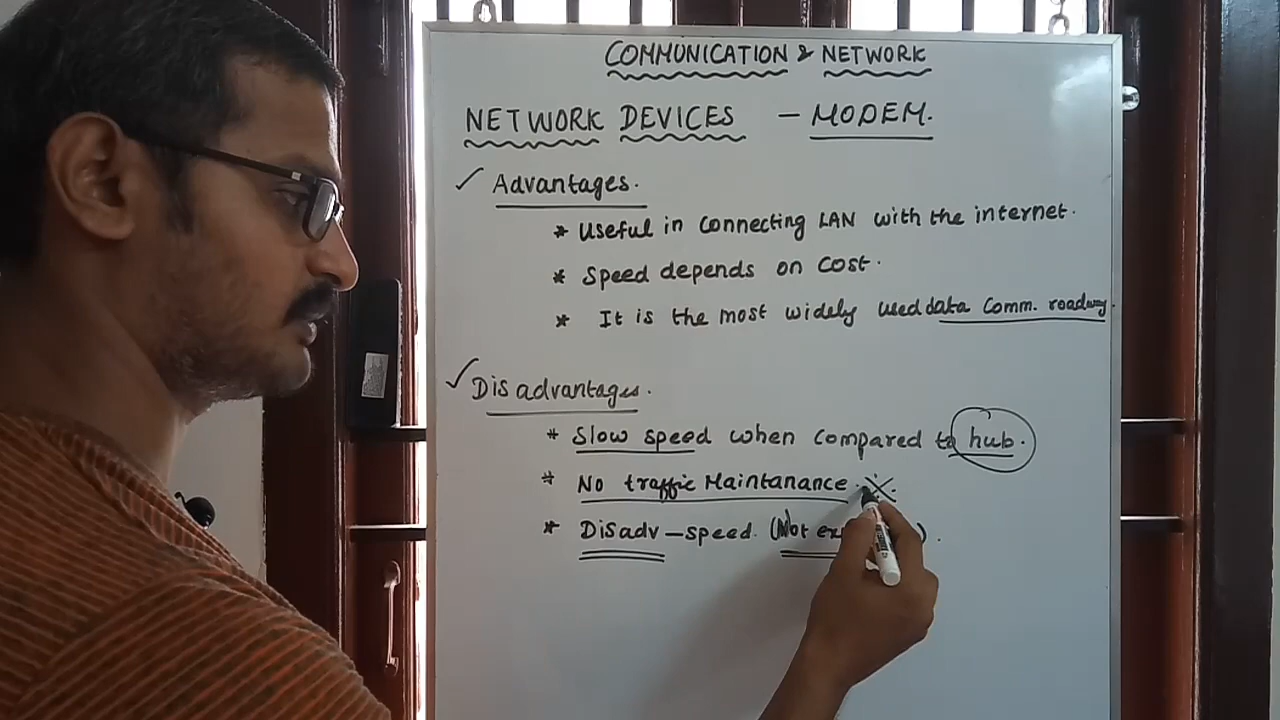 COMMUNICATION & NETWORK
NETWORK DEVICES - MODEM.
✓ Advantages.
* Useful in connecting LAN with the internet.
* Speed depends on cost.
* It is the most widely used data comm. roadway.
✓ Disadvantages.
* Slow speed when compared to hub.
* No traffic Maintanance.
* Disadv - speed. (Not